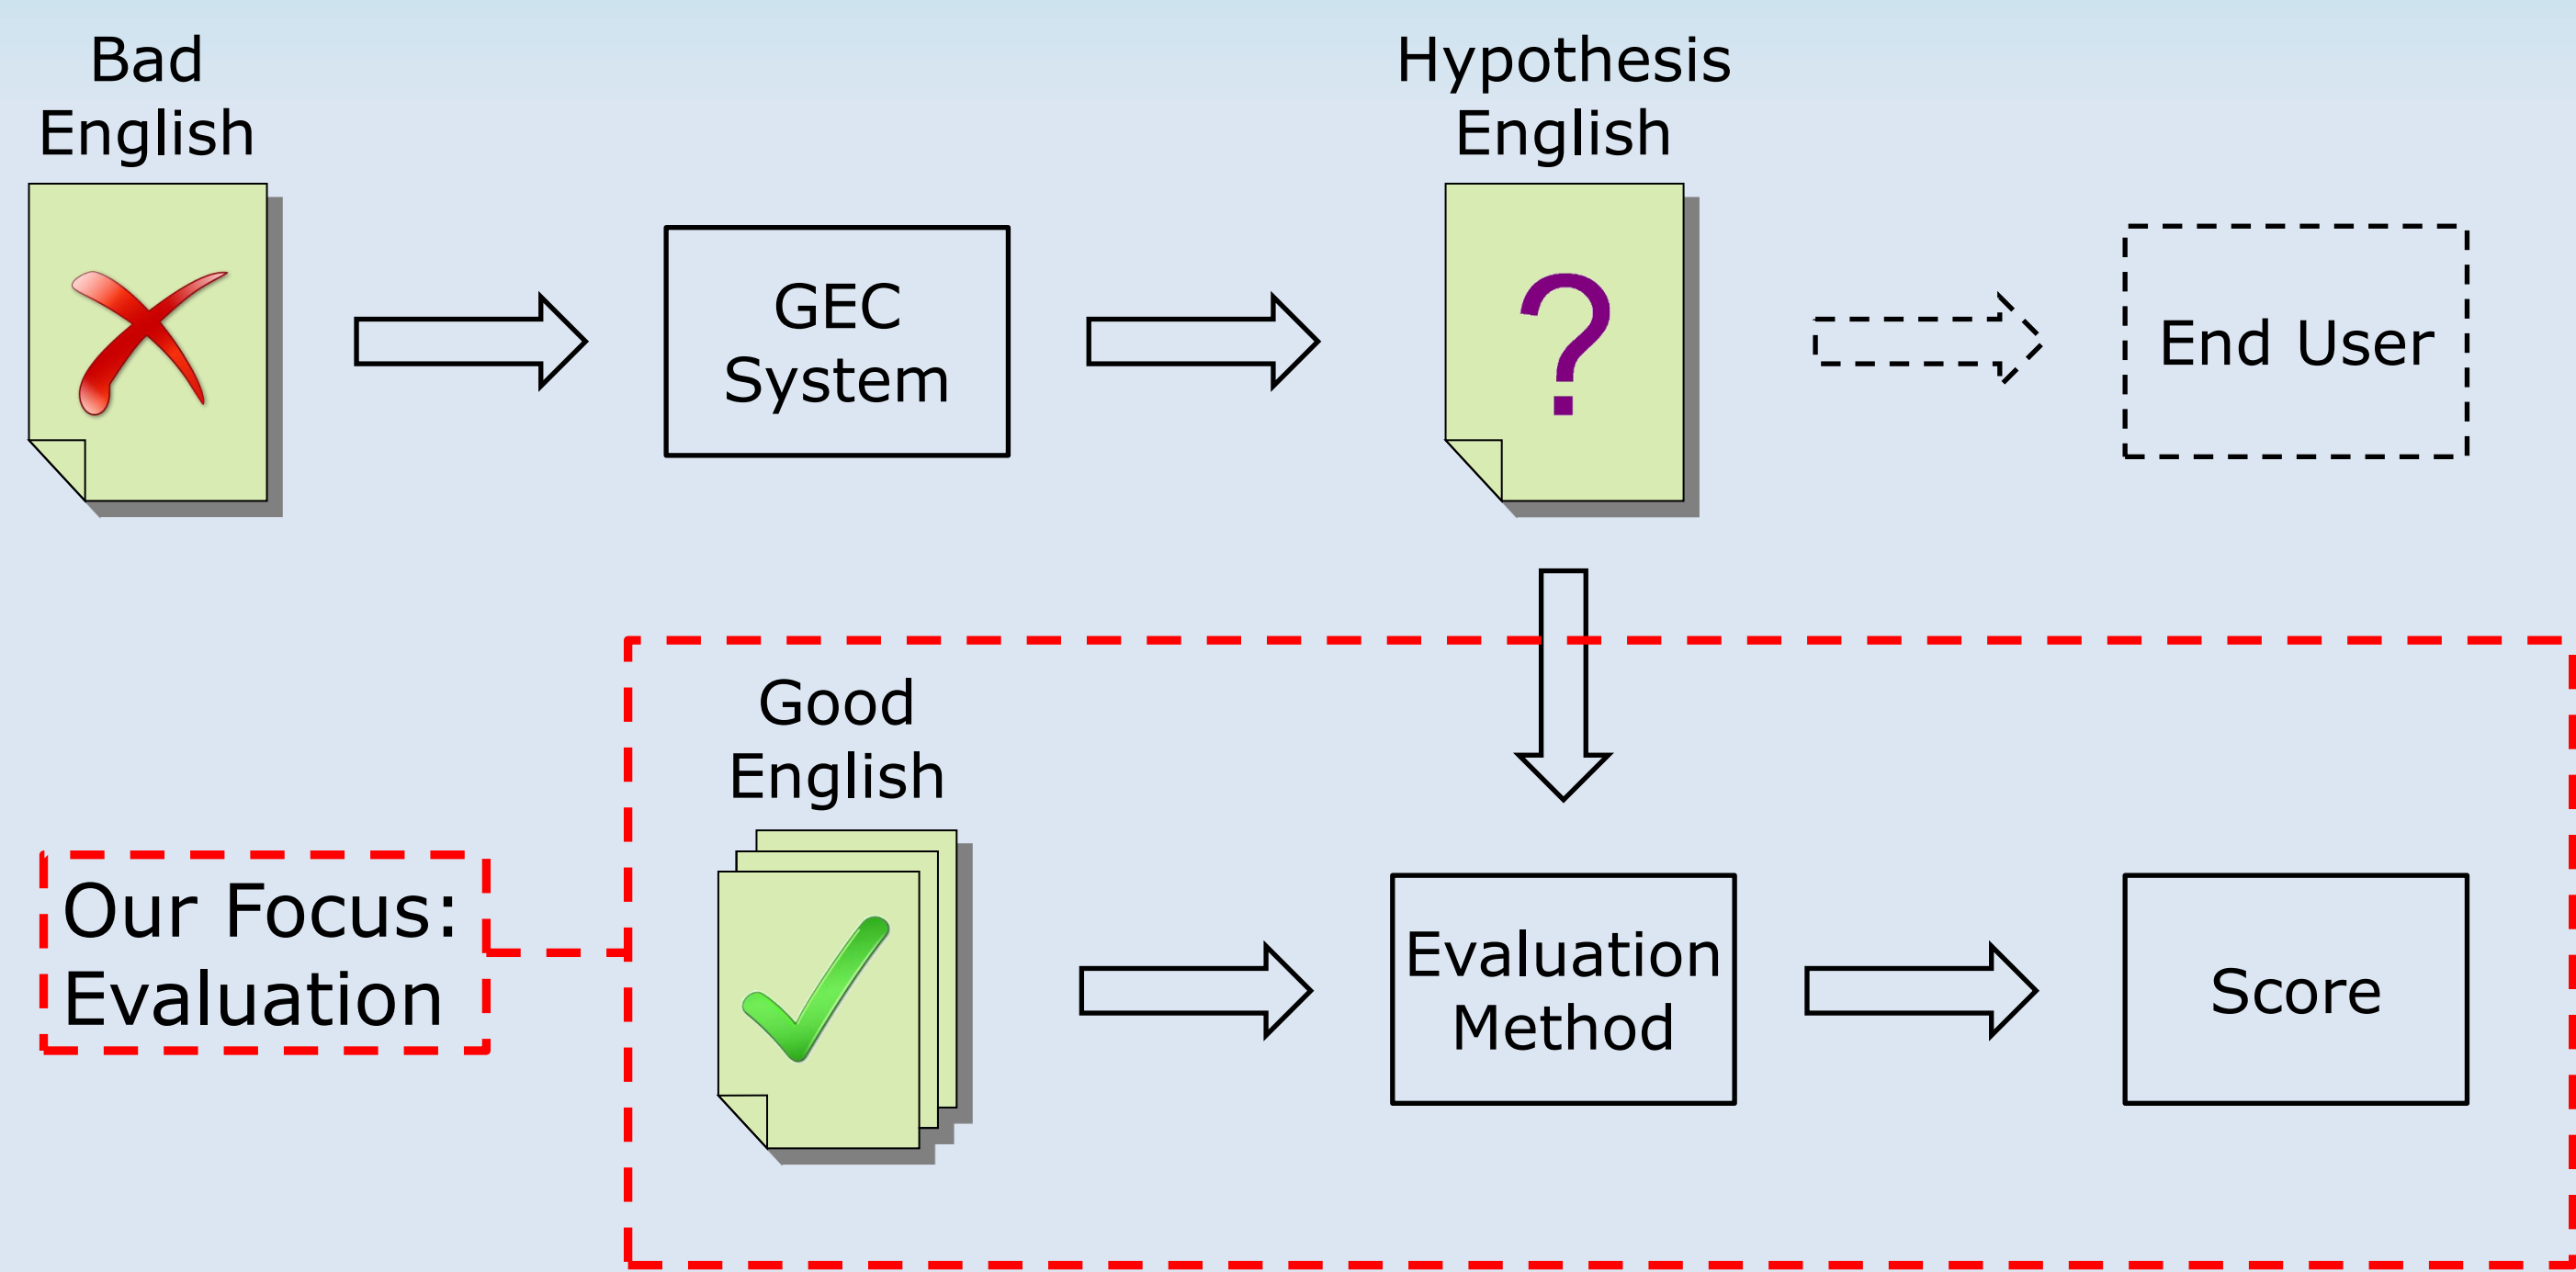 Bad
English
Hypothesis
English
GEC
System
?
End User
Good
English
Our Focus:
Evaluation
Evaluation
Method
Score